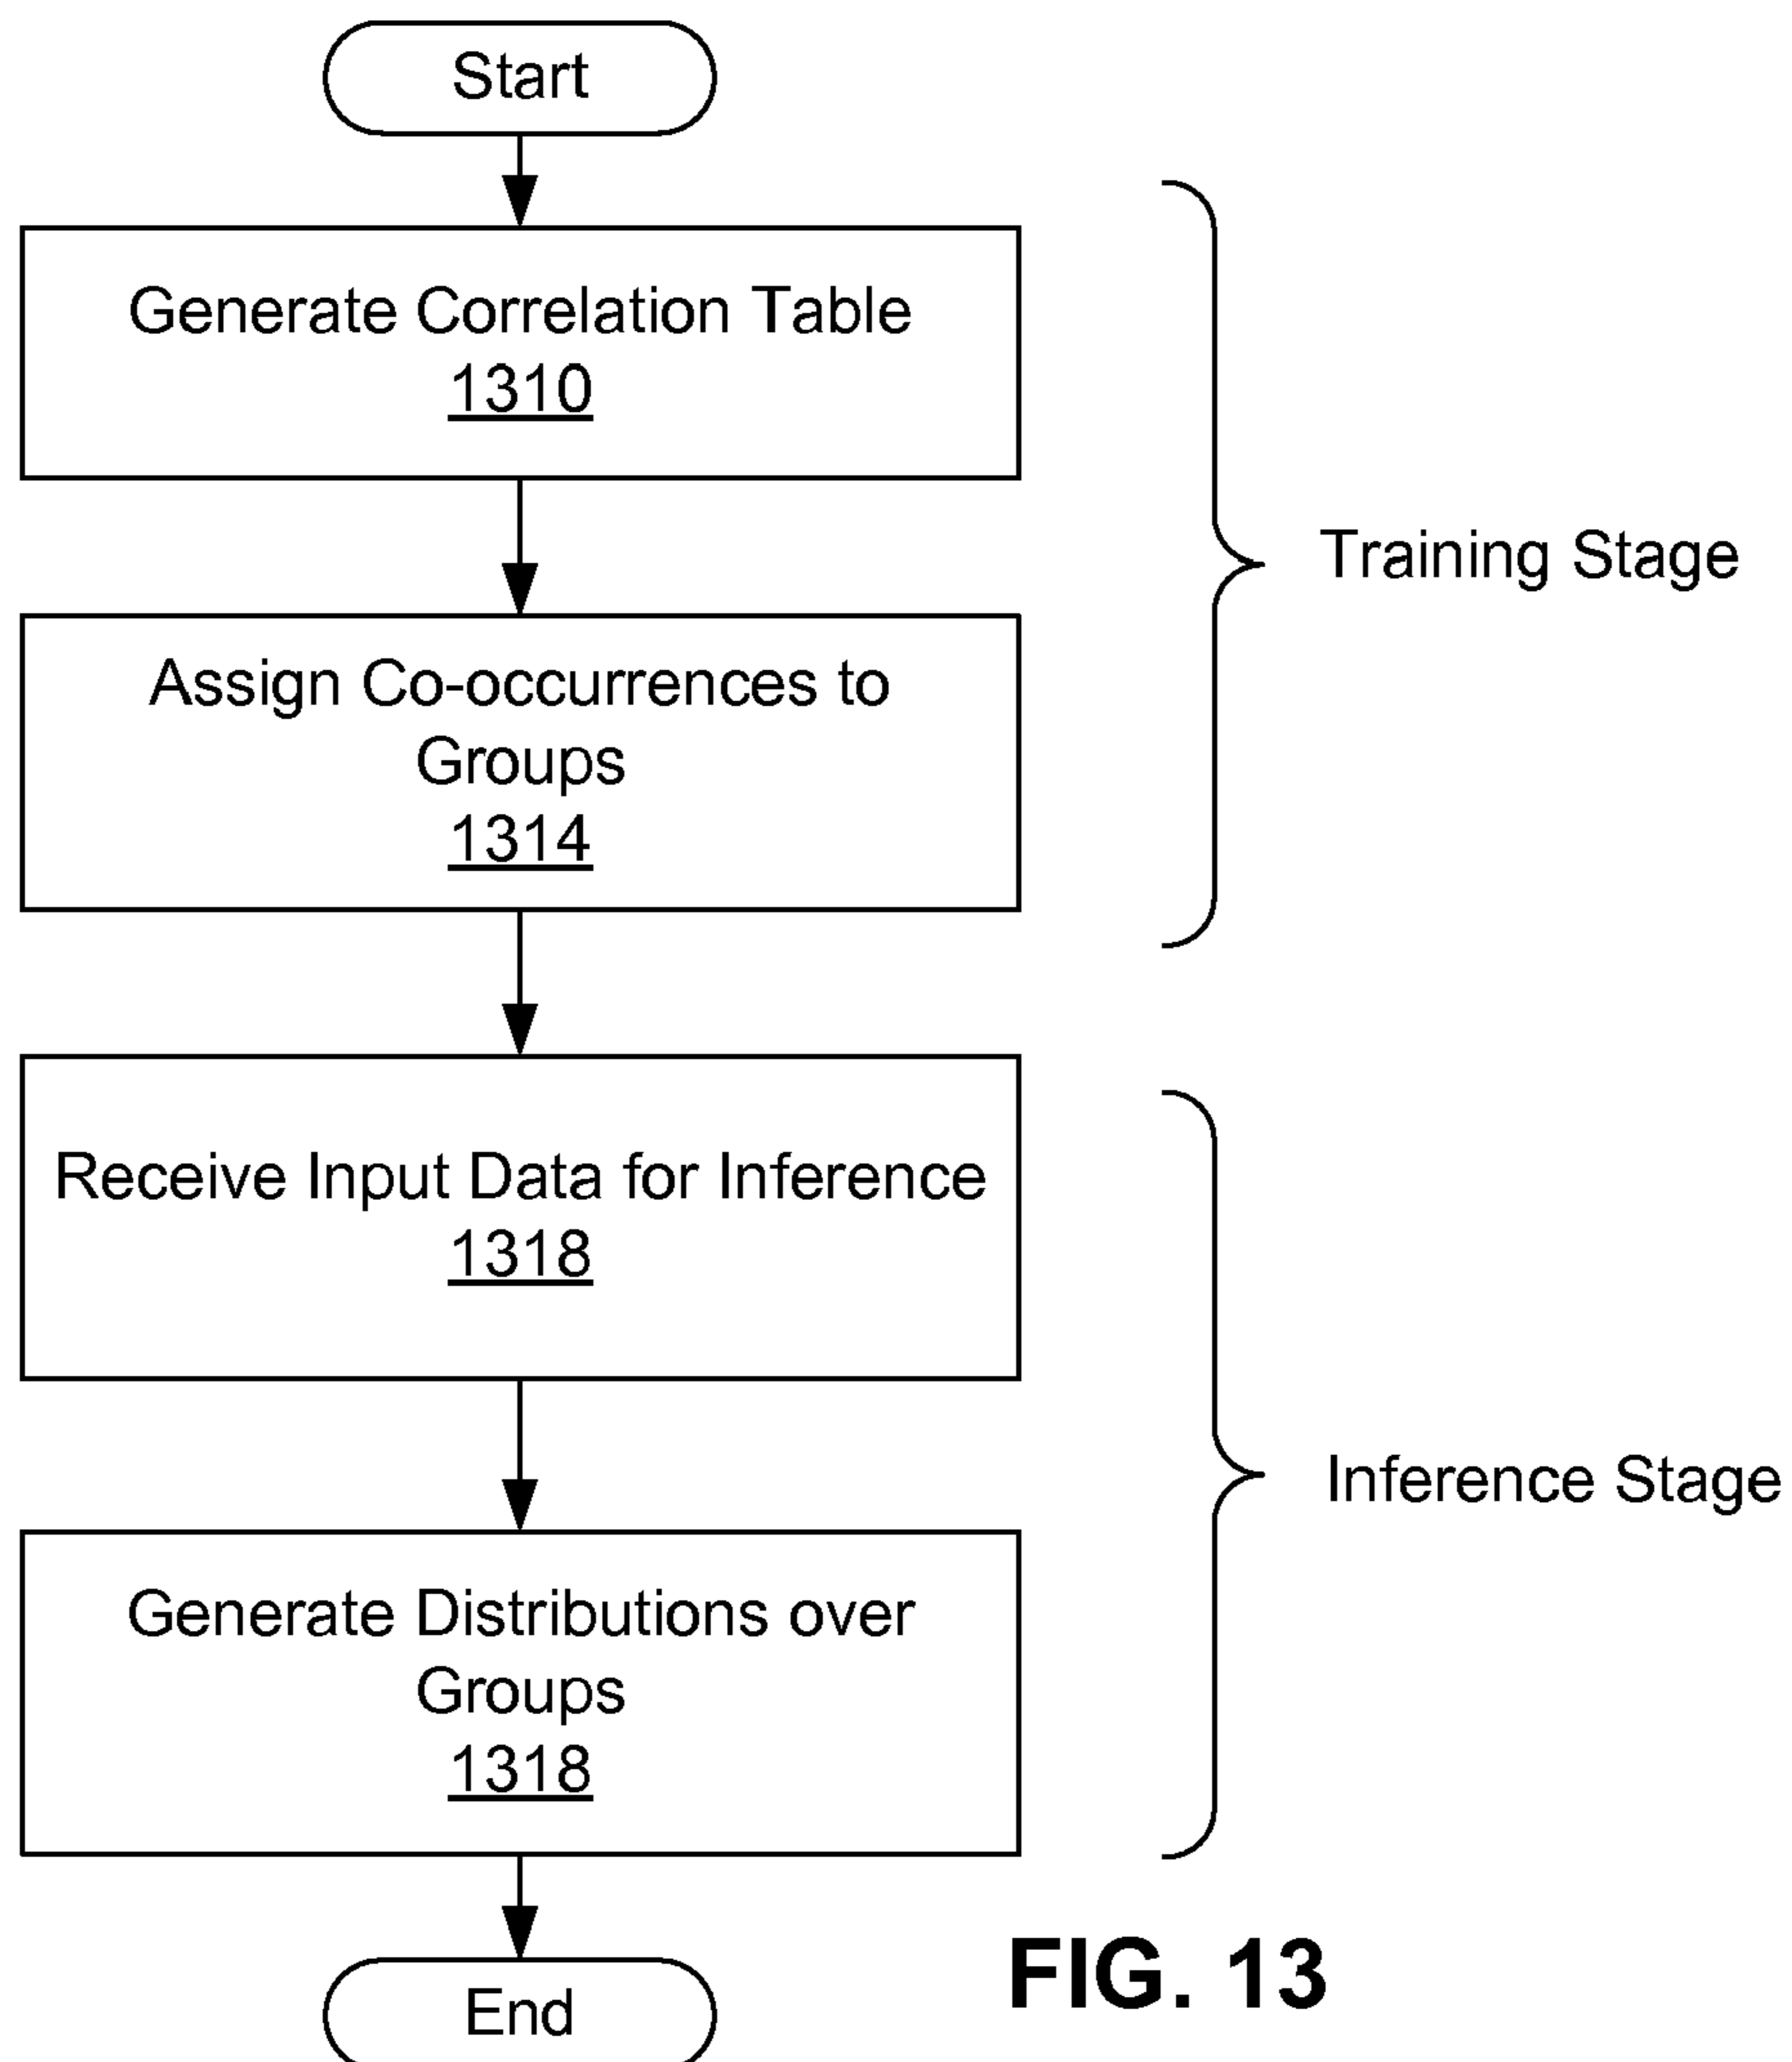 Start
Generate Correlation Table
1310
Assign Co-occurrences to
Groups
1314
Training Stage
Receive Input Data for Inference
1318
Generate Distributions over
Groups
1318
Inference Stage
End
FIG. 13